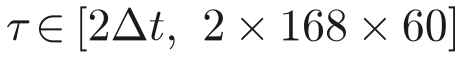 τ ∈ [2Δt, 2 × 168 × 60]